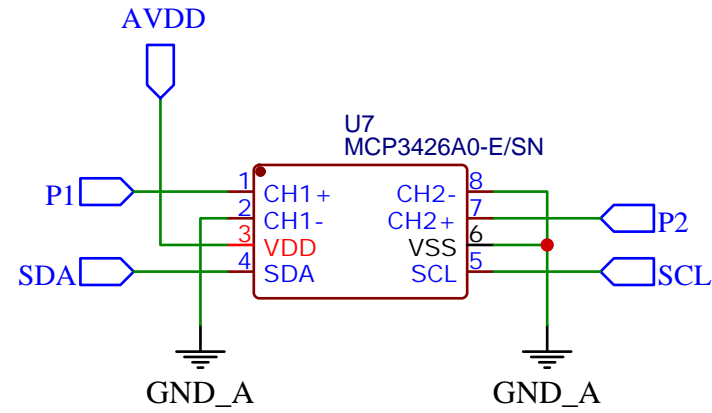 AVDD
U7
MCP3426A0-E/SN
P1 1 CH1+ CH2- 8
2 CH1- CH2+ 7 P2
3 VDD VSS 6
SDA 4 SDA SCL 5 SCL
GND_A GND_A